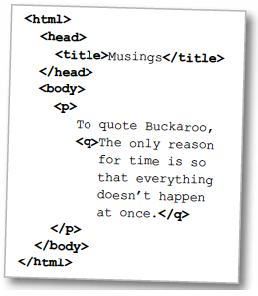 <html>
<head>
<title>Musings</title>
</head>
<body>
<p>
To quote Buckaroo,
<q>The only reason
for time is so
that everything
doesn’t happen
at once.</q>
</p>
</body>
</html>